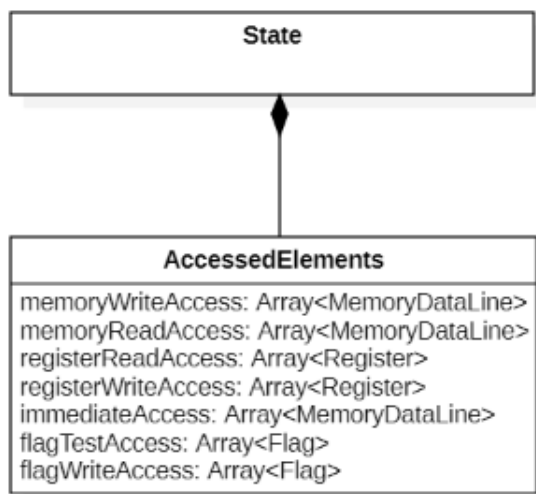 State
AccessedElements
memoryWriteAccess: Array<MemoryDataLine>
memoryReadAccess: Array<MemoryDataLine>
registerReadAccess: Array<Register>
registerWriteAccess: Array<Register>
immediateAccess: Array<MemoryDataLine>
flagTestAccess: Array<Flag>
flagWriteAccess: Array<Flag>